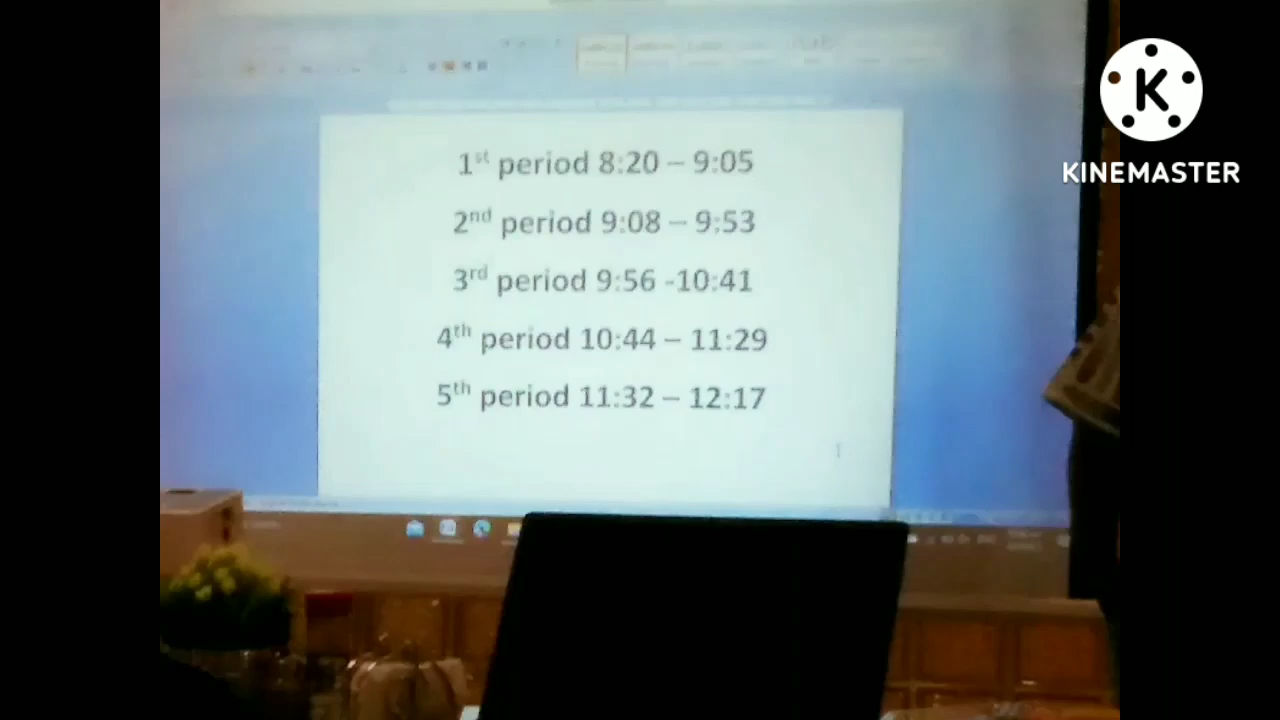 KINEMASTER
1st period 8:20 – 9:05
2nd period 9:08 – 9;53
3rd period 9:56 -10:41
4th period 10:44 – 11:29
5th period 11:32 – 12:17